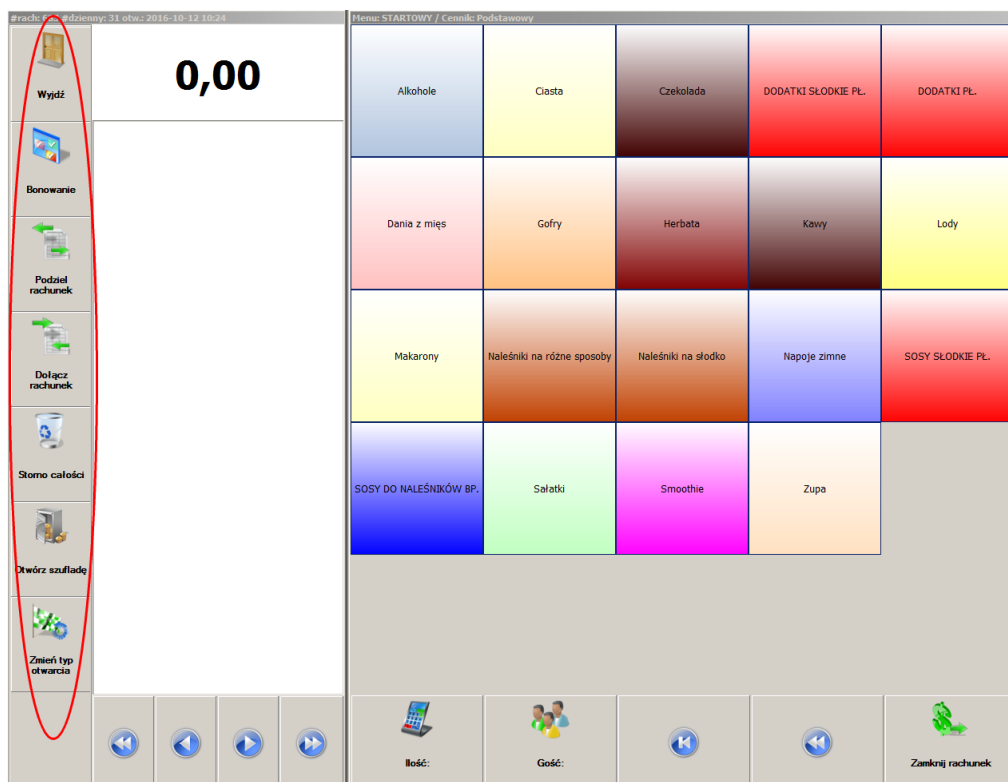 #dzienny: 31 otw.: 2016-10-12 10:24
Menu: STARTOWY / Cennik: Podstawowy
0,00
Wyjdź
Bonowanie
Podziel
rachunek
Dołącz
rachunek
Storno całości
Otwórz szufladę
Zmień typ
otwarcia
Alkohole
Ciasta
Czekolada
DODATKI SŁODKIE PŁ.
DODATKI PŁ.
Dania z mięs
Gofry
Herbata
Kawy
Lody
Makarony
Naleśniki na różne sposoby
Naleśniki na słodko
Napoje zimne
SOSY SŁODKIE PŁ.
SOSY DO NALEŚNIKÓW BP.
Sałatki
Smoothie
Zupa
Ilość:
Gość:
Zamknij rachunek